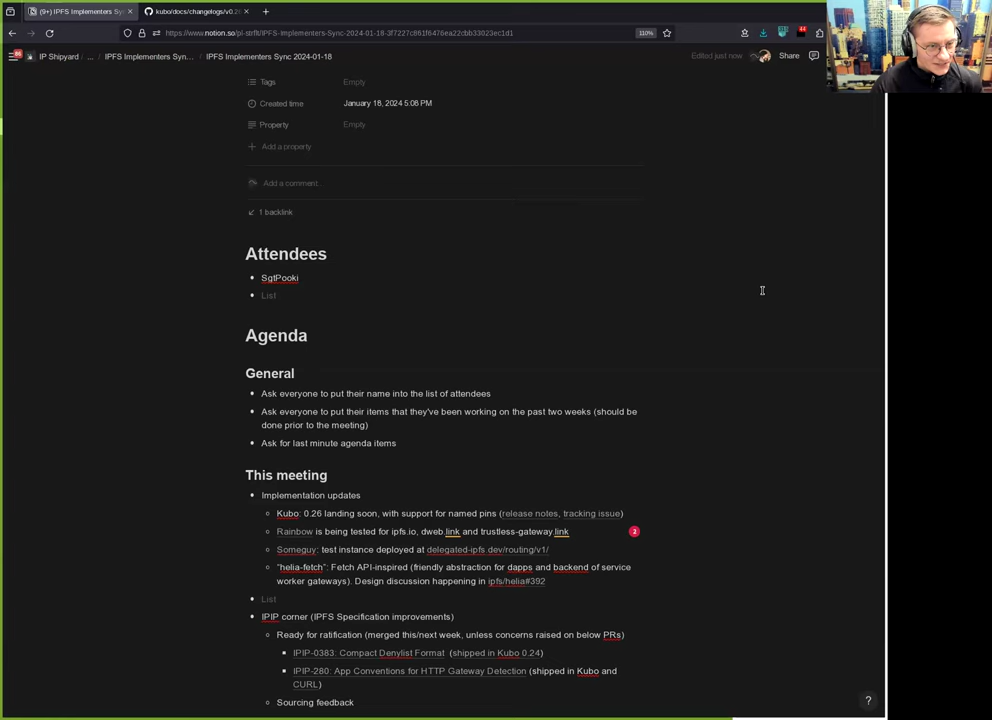 (9+) IPFS Implementers Sy
kubo/docs/changelogs/v0.2
https://www.notion.so/pl-strflt/IPFS-Implementers-Sync-2024-01-18-3f7227c861f6476ea22cbb33023ec1d1
110%
44
86
IP Shipyard / ... / IPFS Implementers Syn... / IPFS Implementers Sync 2024-01-18
Edited just now
Share
Tags Empty
Created time January 18, 2024 5:08 PM
Property Empty
+ Add a property
Add a comment...
1 backlink
Attendees
• SgtPooki
• List
Agenda
General
• Ask everyone to put their name into the list of attendees
• Ask everyone to put their items that they've been working on the past two weeks (should be
done prior to the meeting)
• Ask for last minute agenda items
This meeting
• Implementation updates
◦ Kubo: 0.26 landing soon, with support for named pins (release notes, tracking issue)
◦ Rainbow is being tested for ipfs.io, dweb.link and trustless-gateway.link
2
◦ Someguy: test instance deployed at delegated-ipfs.dev/routing/v1/
◦ "helia-fetch": Fetch API-inspired (friendly abstraction for dapps and backend of service
worker gateways). Design discussion happening in ipfs/helia#392
• List
• IPIP corner (IPFS Specification improvements)
◦ Ready for ratification (merged this/next week, unless concerns raised on below PRs)
▪ IPIP-0383: Compact Denylist Format (shipped in Kubo 0.24)
▪ IPIP-280: App Conventions for HTTP Gateway Detection (shipped in Kubo and
CURL)
◦ Sourcing feedback
?